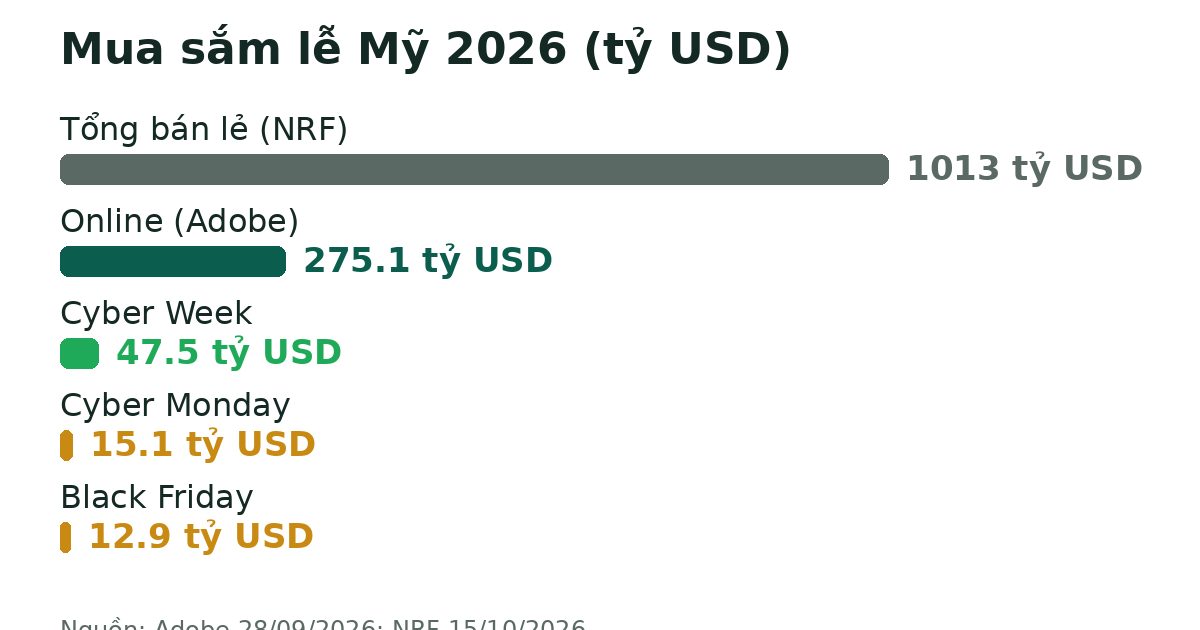 Mua sắm lễ Mỹ 2026 (tỷ USD)
Tổng bán lẻ (NRF)
1013 tỷ USD
Online (Adobe)
275.1 tỷ USD
Cyber Week
47.5 tỷ USD
Cyber Monday
15.1 tỷ USD
Black Friday
12.9 tỷ USD
Nguồn: Adobe 28/09/2026; NRF 15/10/2026